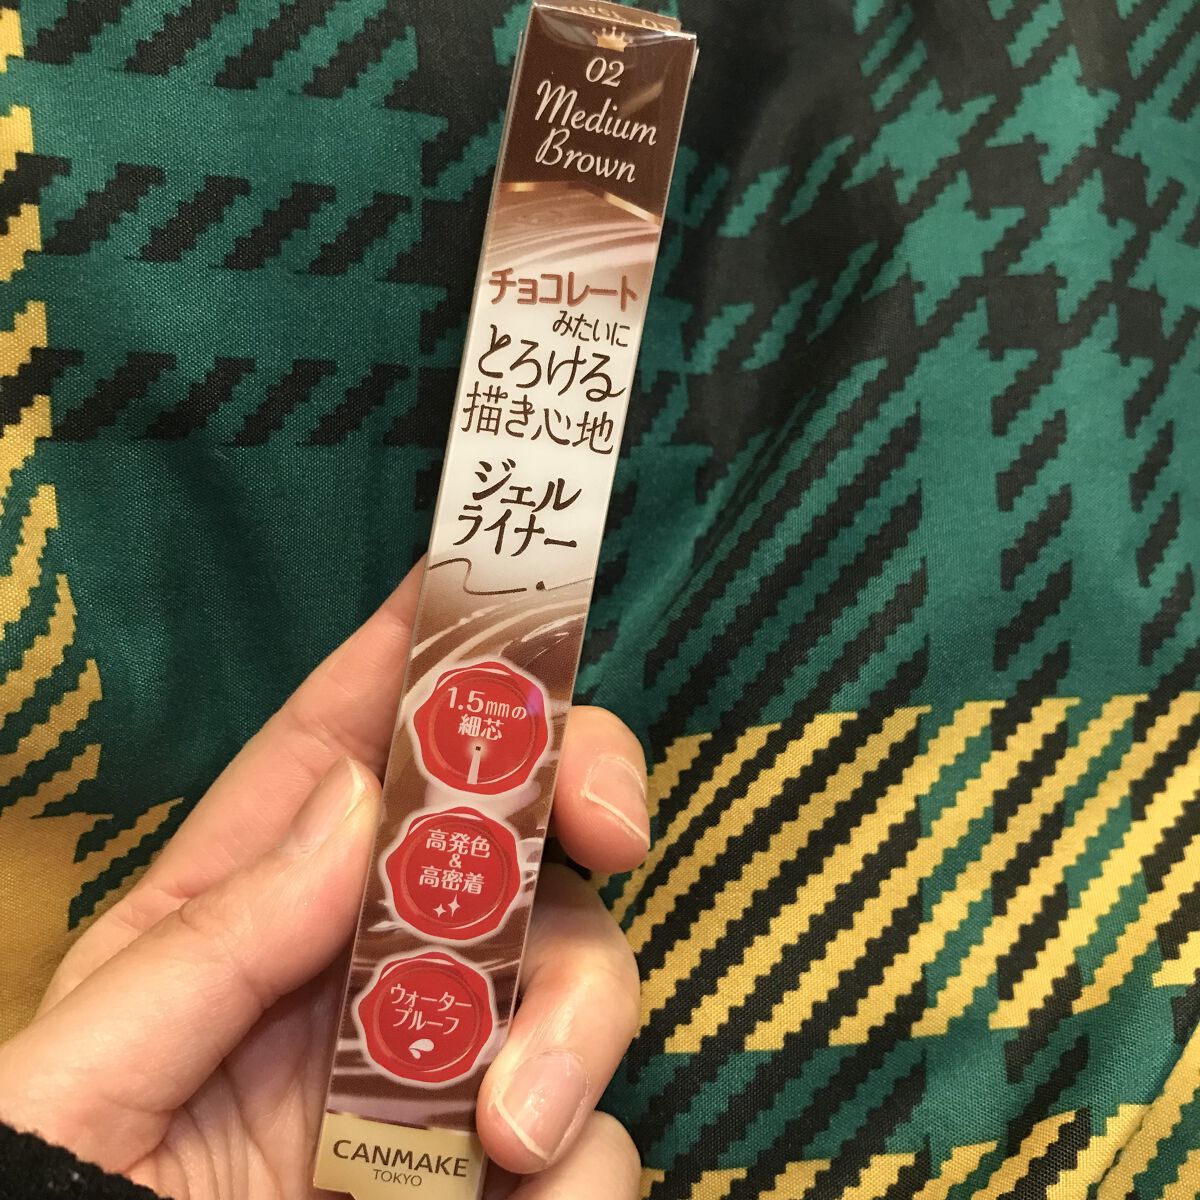 02
Medium
Brown
チョコレート
みたいに
とろける
描き心地
ジェル
ライナー
1.5mmの
細芯
高発色
&
高密着
ウォーター
プルーフ
CANMAKE
TOKYO